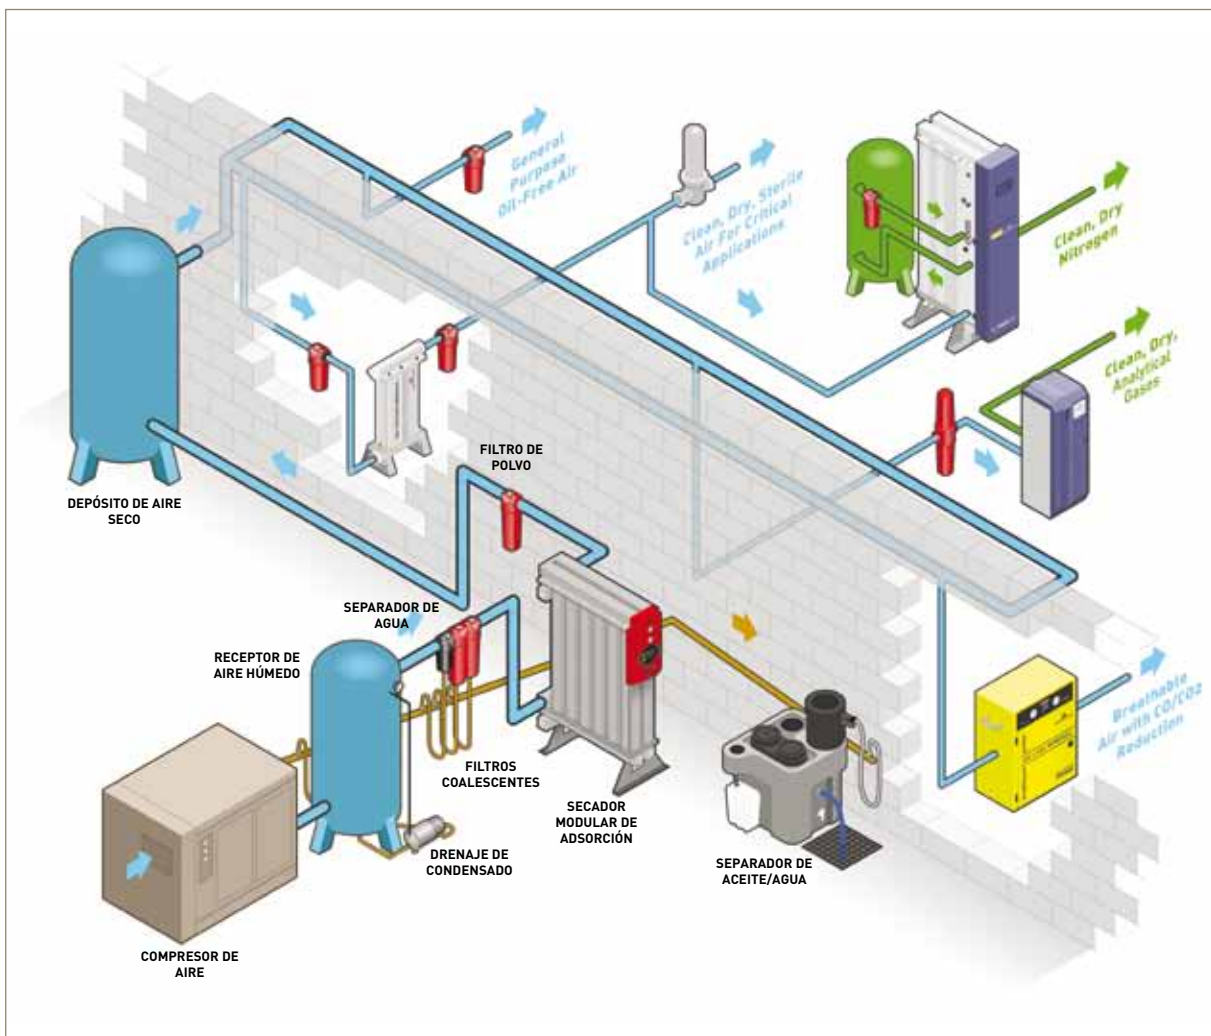 General
Purpose
Oil-Free Air
Clean, Dry, Sterile
Air For Critical
Applications
Clean, Dry
Nitrogen
Clean, Dry,
Analytical
Gases
FILTRO DE
POLVO
DEPÓSITO DE AIRE
SECO
SEPARADOR DE
AGUA
RECEPTOR DE
AIRE HÚMEDO
Breathable
Air with CO/CO2
Reduction
FILTROS
COALESCENTES
SECADOR
MODULAR DE
ADSORCIÓN
DRENAJE DE
CONDENSADO
SEPARADOR DE
ACEITE/AGUA
COMPRESOR DE
AIRE